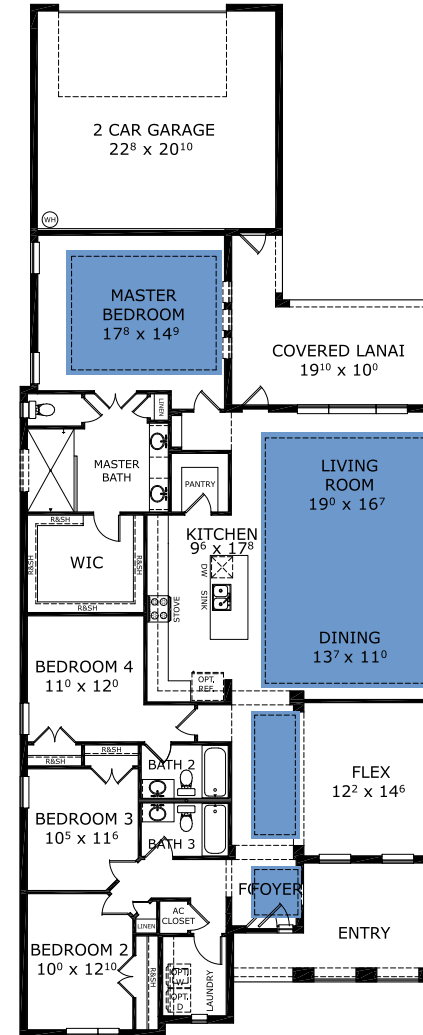 2 CAR GARAGE
22⁸ x 20¹⁰
WH
MASTER
BEDROOM
17⁸ x 14⁹
COVERED LANAI
19¹⁰ x 10⁰
LINEN
MASTER
BATH
PANTRY
LIVING
ROOM
19⁰ x 16⁷
R&SH
R&SH
R&SH
R&SH
WIC
KITCHEN
9⁶ x 17⁸
DW
SINK
STOVE
OPT.
REF.
DINING
13⁷ x 11⁰
BEDROOM 4
11⁰ x 12⁰
R&SH
R&SH
BATH 2
FLEX
12² x 14⁶
BEDROOM 3
10⁵ x 11⁶
BATH 3
FOFOYER
AC
CLOSET
LINEN
ENTRY
BEDROOM 2
10⁰ x 12¹⁰
R&SH
OPT.
W
OPT.
D
LAUNDRY